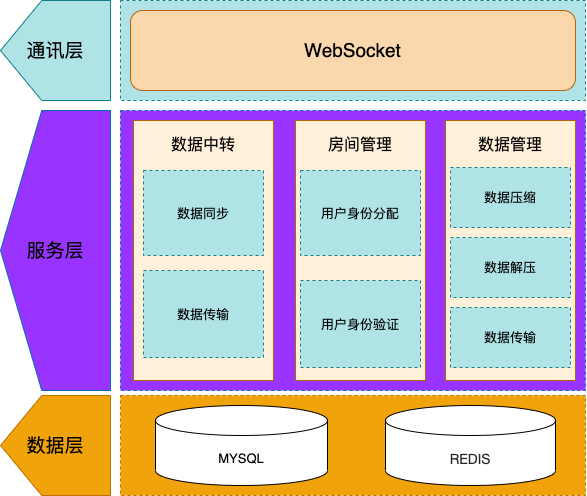 通讯层
WebSocket
服务层
数据中转
数据同步
数据传输
房间管理
用户身份分配
用户身份验证
数据管理
数据压缩
数据解压
数据传输
数据层
MYSQL
REDIS